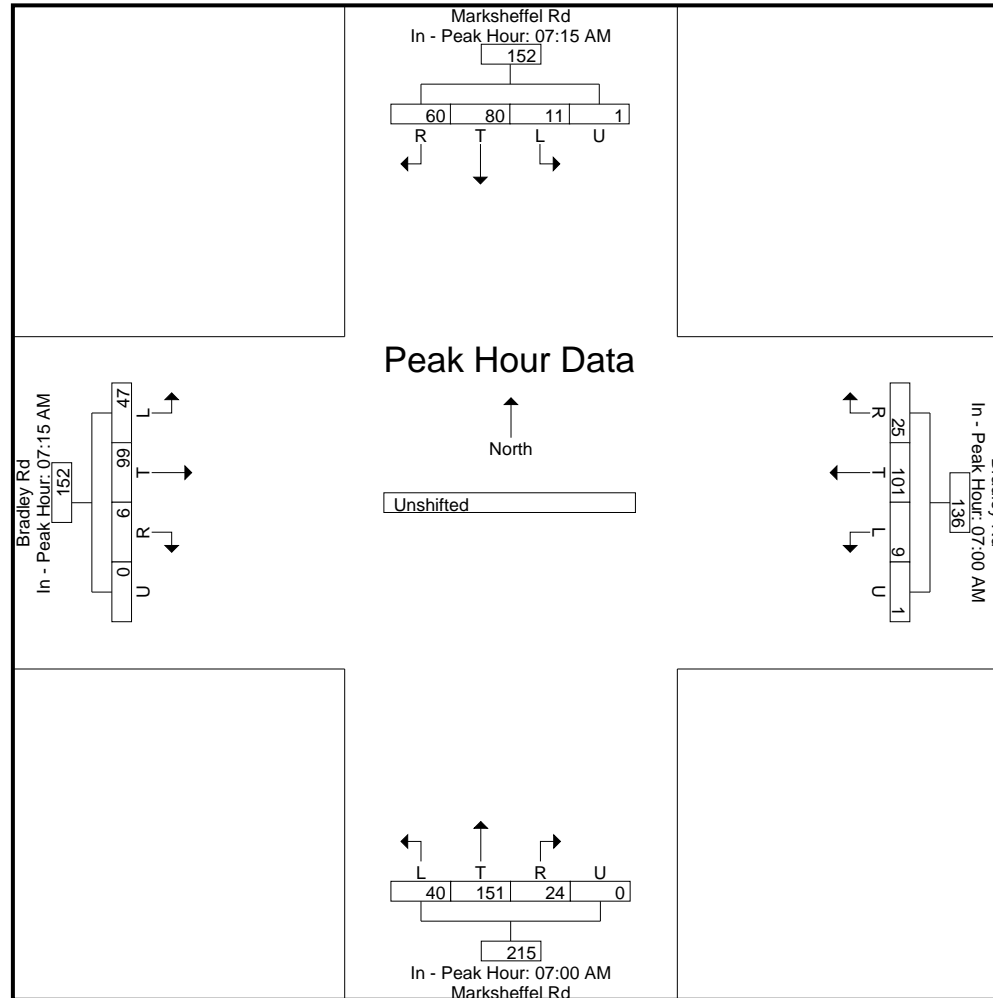 Marksheffel Rd
In - Peak Hour: 07:15 AM
152
60 80 11 1
R T L U
Peak Hour Data
North
Unshifted
Bradley Rd
In - Peak Hour: 07:15 AM
152
47 99 6 0
L T R U
Bradley Rd
In - Peak Hour: 07:00 AM
136
25 101 9 1
R T L U
L T R U
40 151 24 0
215
In - Peak Hour: 07:00 AM
Marksheffel Rd